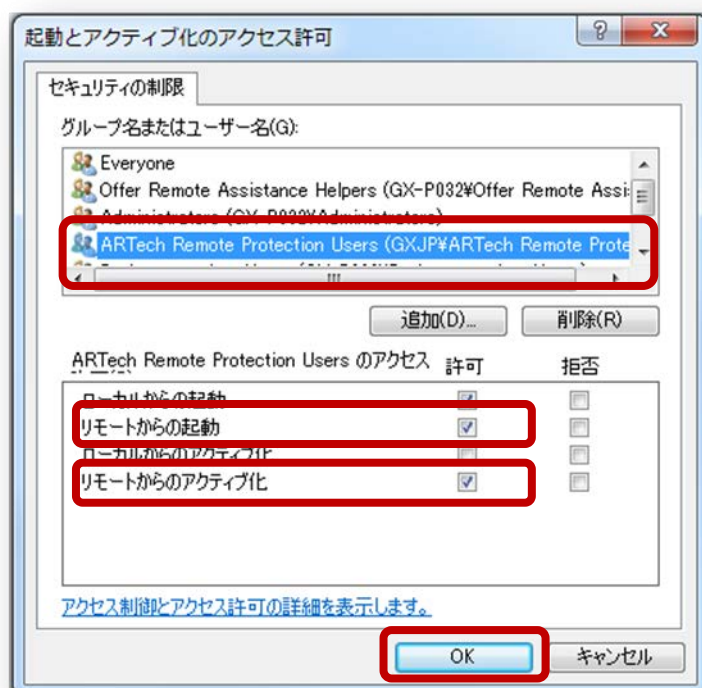 起動とアクティブ化のアクセス許可
セキュリティの制限
グループ名またはユーザー名(G):
Everyone
Offer Remote Assistance Helpers (GX-P032¥Offer Remote Assi
Administrators (GX-P032¥Administrators)
ARTech Remote Protection Users (GXJP¥ARTech Remote Prote
追加(D)... 削除(R)
ARTech Remote Protection Users のアクセス 許可 拒否
ローカルからの起動
リモートからの起動
ローカルからのアクティブ化
リモートからのアクティブ化
アクセス制御とアクセス許可の詳細を表示します。
OK キャンセル